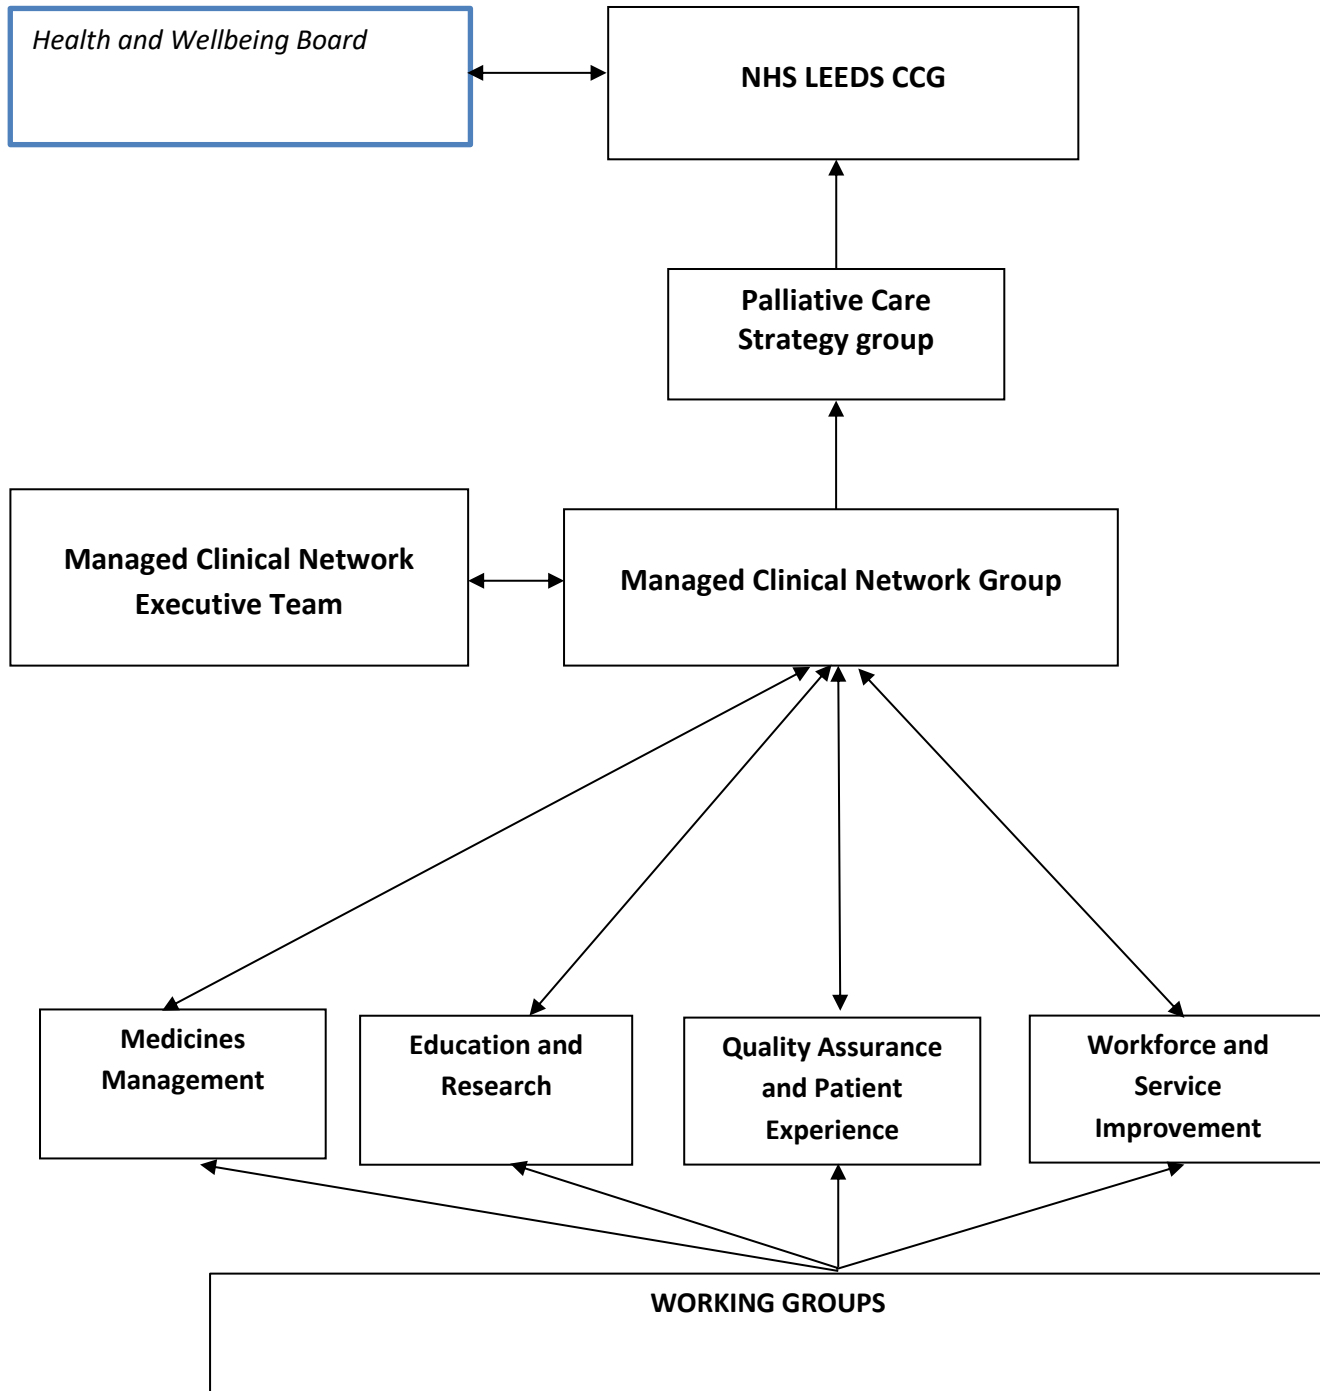 Health and Wellbeing Board
NHS LEEDS CCG
Palliative Care
Strategy group
Managed Clinical Network
Executive Team
Managed Clinical Network Group
Medicines
Management
Education and
Research
Quality Assurance
and Patient
Experience
Workforce and
Service
Improvement
WORKING GROUPS